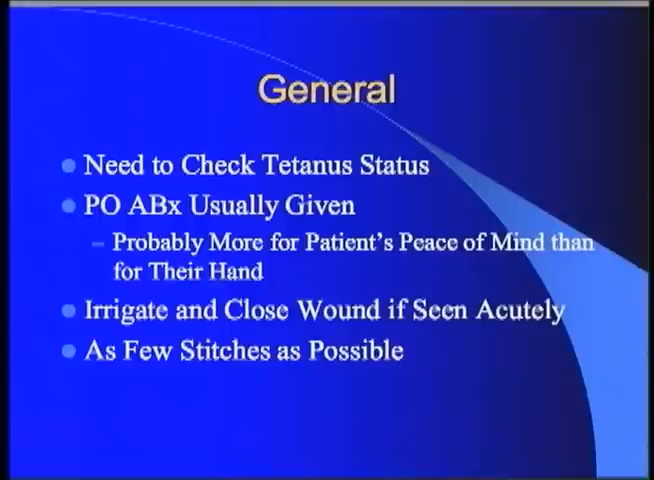 General
Need to Check Tetanus Status
PO ABx Usually Given
– Probably More for Patient's Peace of Mind than
for Their Hand
Irrigate and Close Wound if Seen Acutely
As Few Stitches as Possible